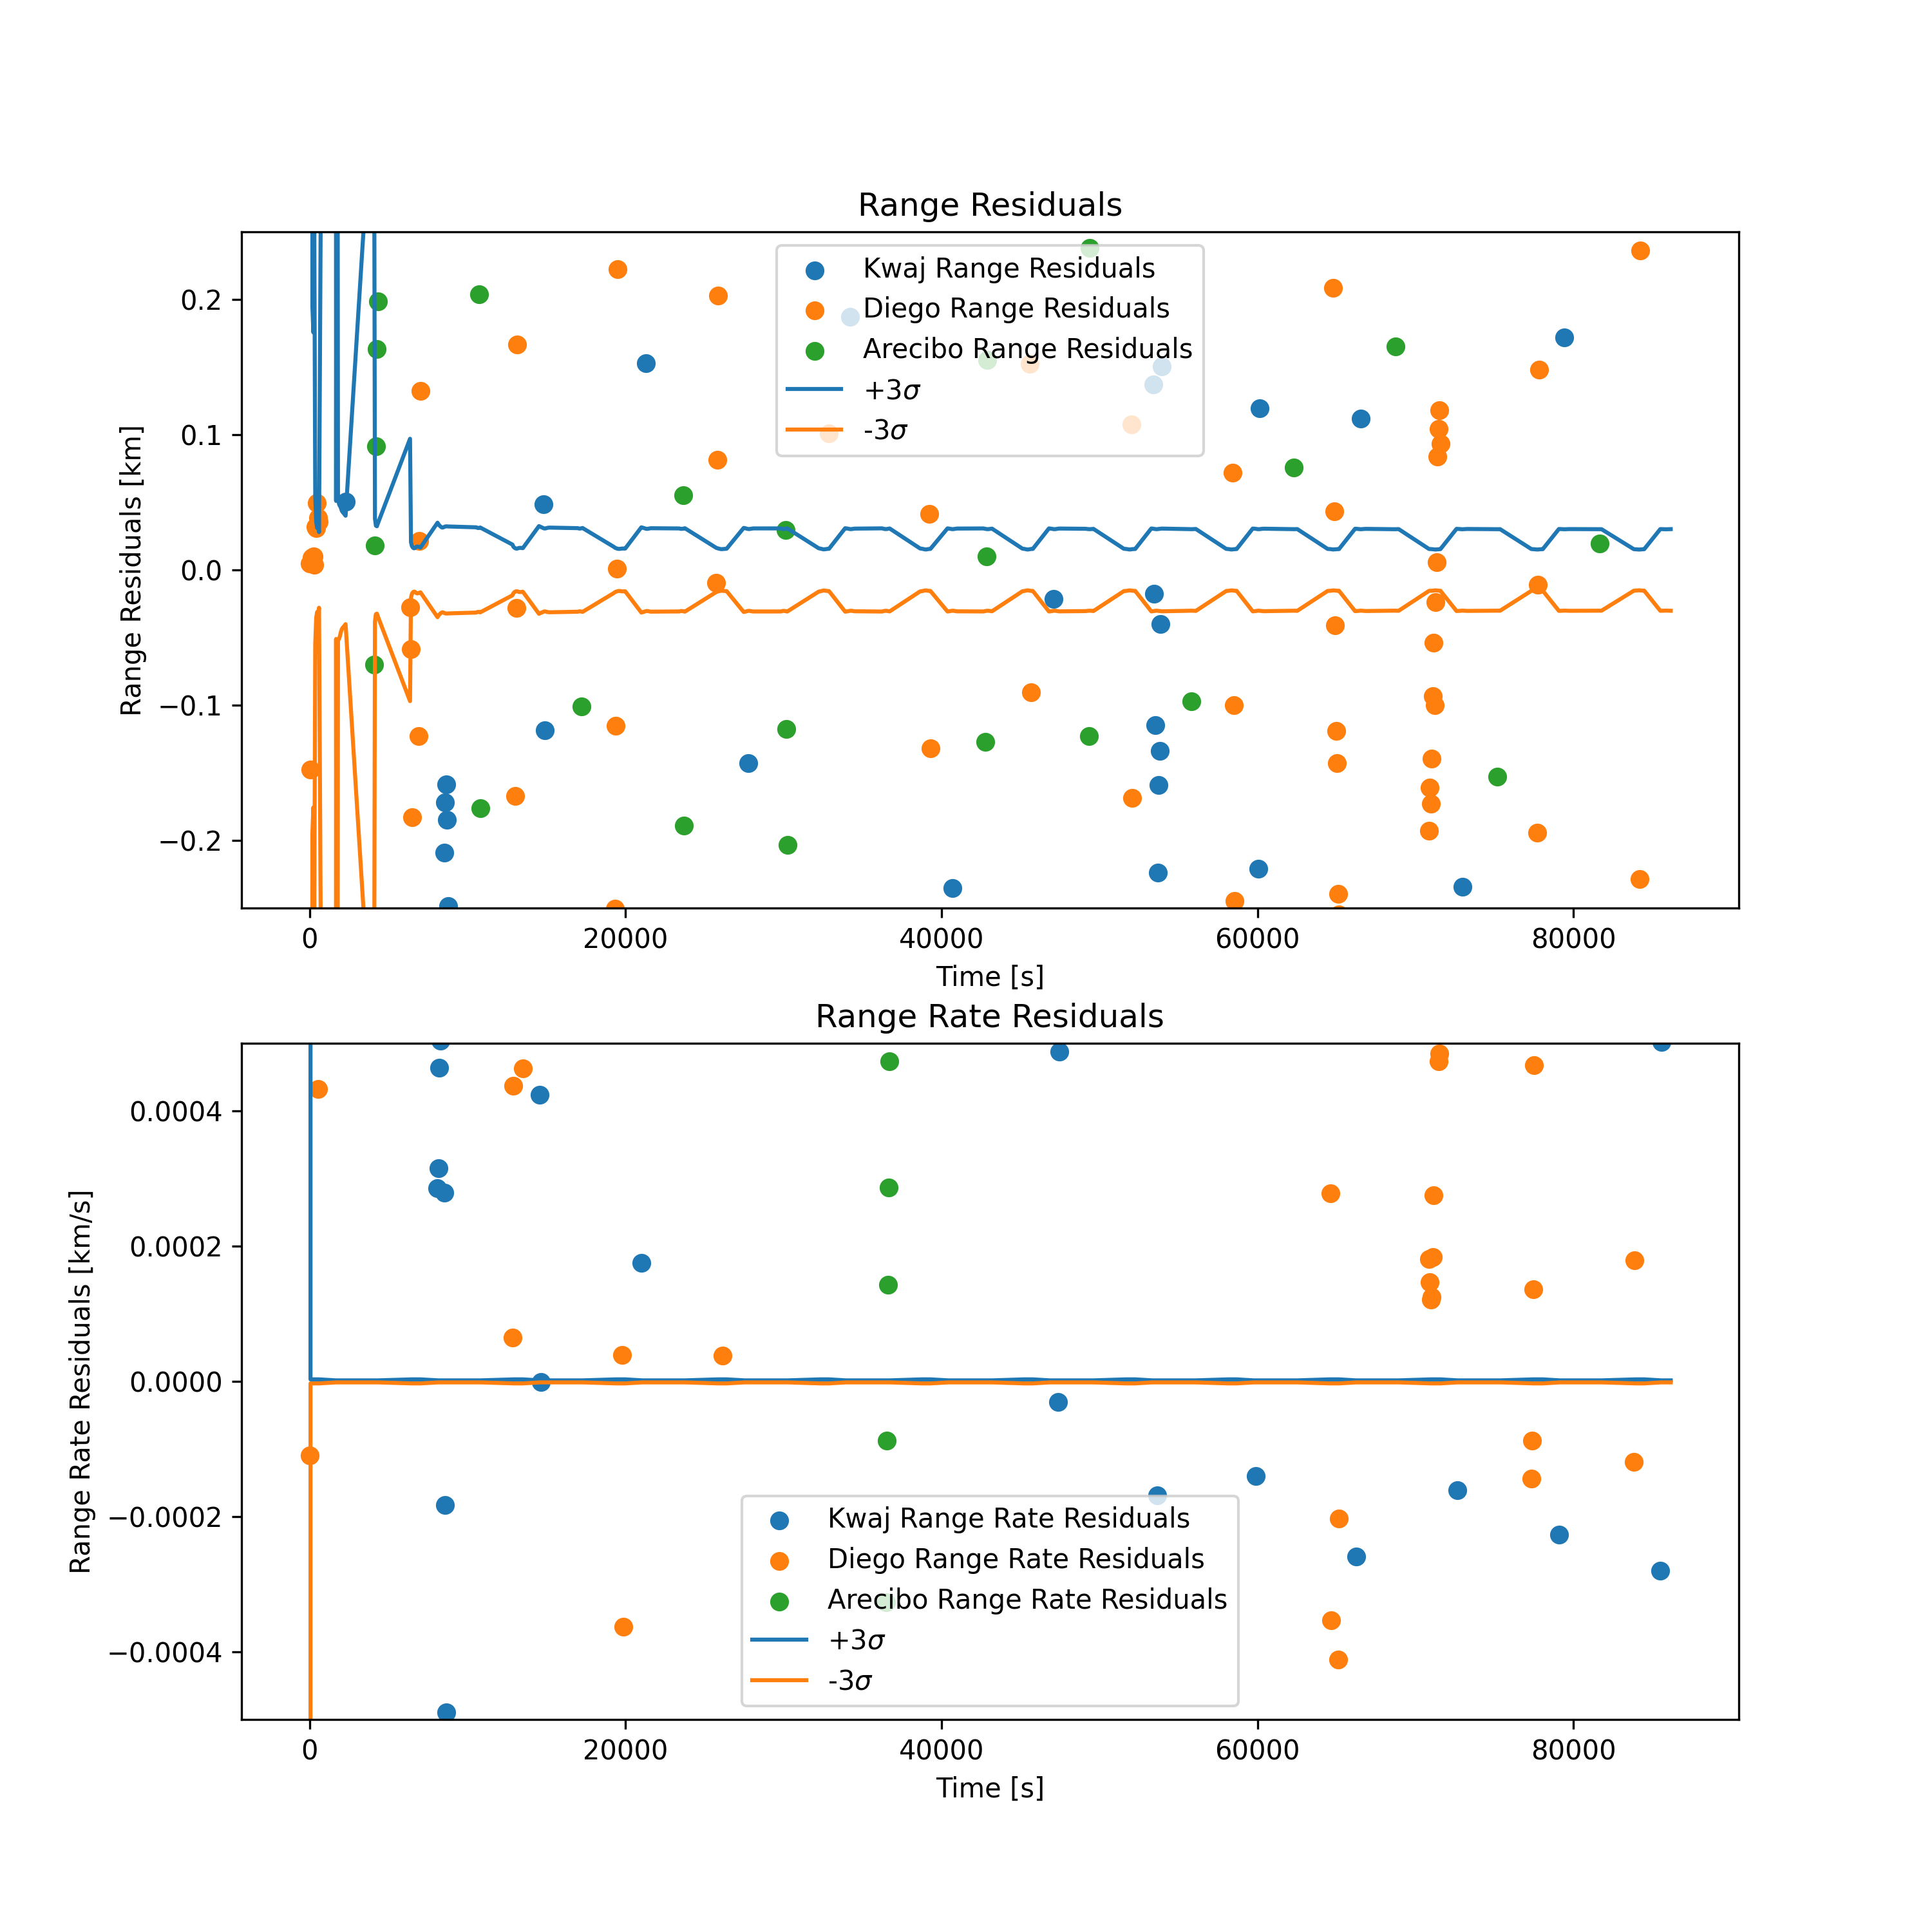 Range Residuals
Range Residuals [km]
0.2
0.1
0.0
−0.1
−0.2
Kwaj Range Residuals
Diego Range Residuals
Arecibo Range Residuals
+3σ
-3σ
0 20000 40000 60000 80000
Time [s]
Range Rate Residuals
Range Rate Residuals [km/s]
0.0004
0.0002
0.0000
−0.0002
−0.0004
Kwaj Range Rate Residuals
Diego Range Rate Residuals
Arecibo Range Rate Residuals
+3σ
-3σ
0 20000 40000 60000 80000
Time [s]